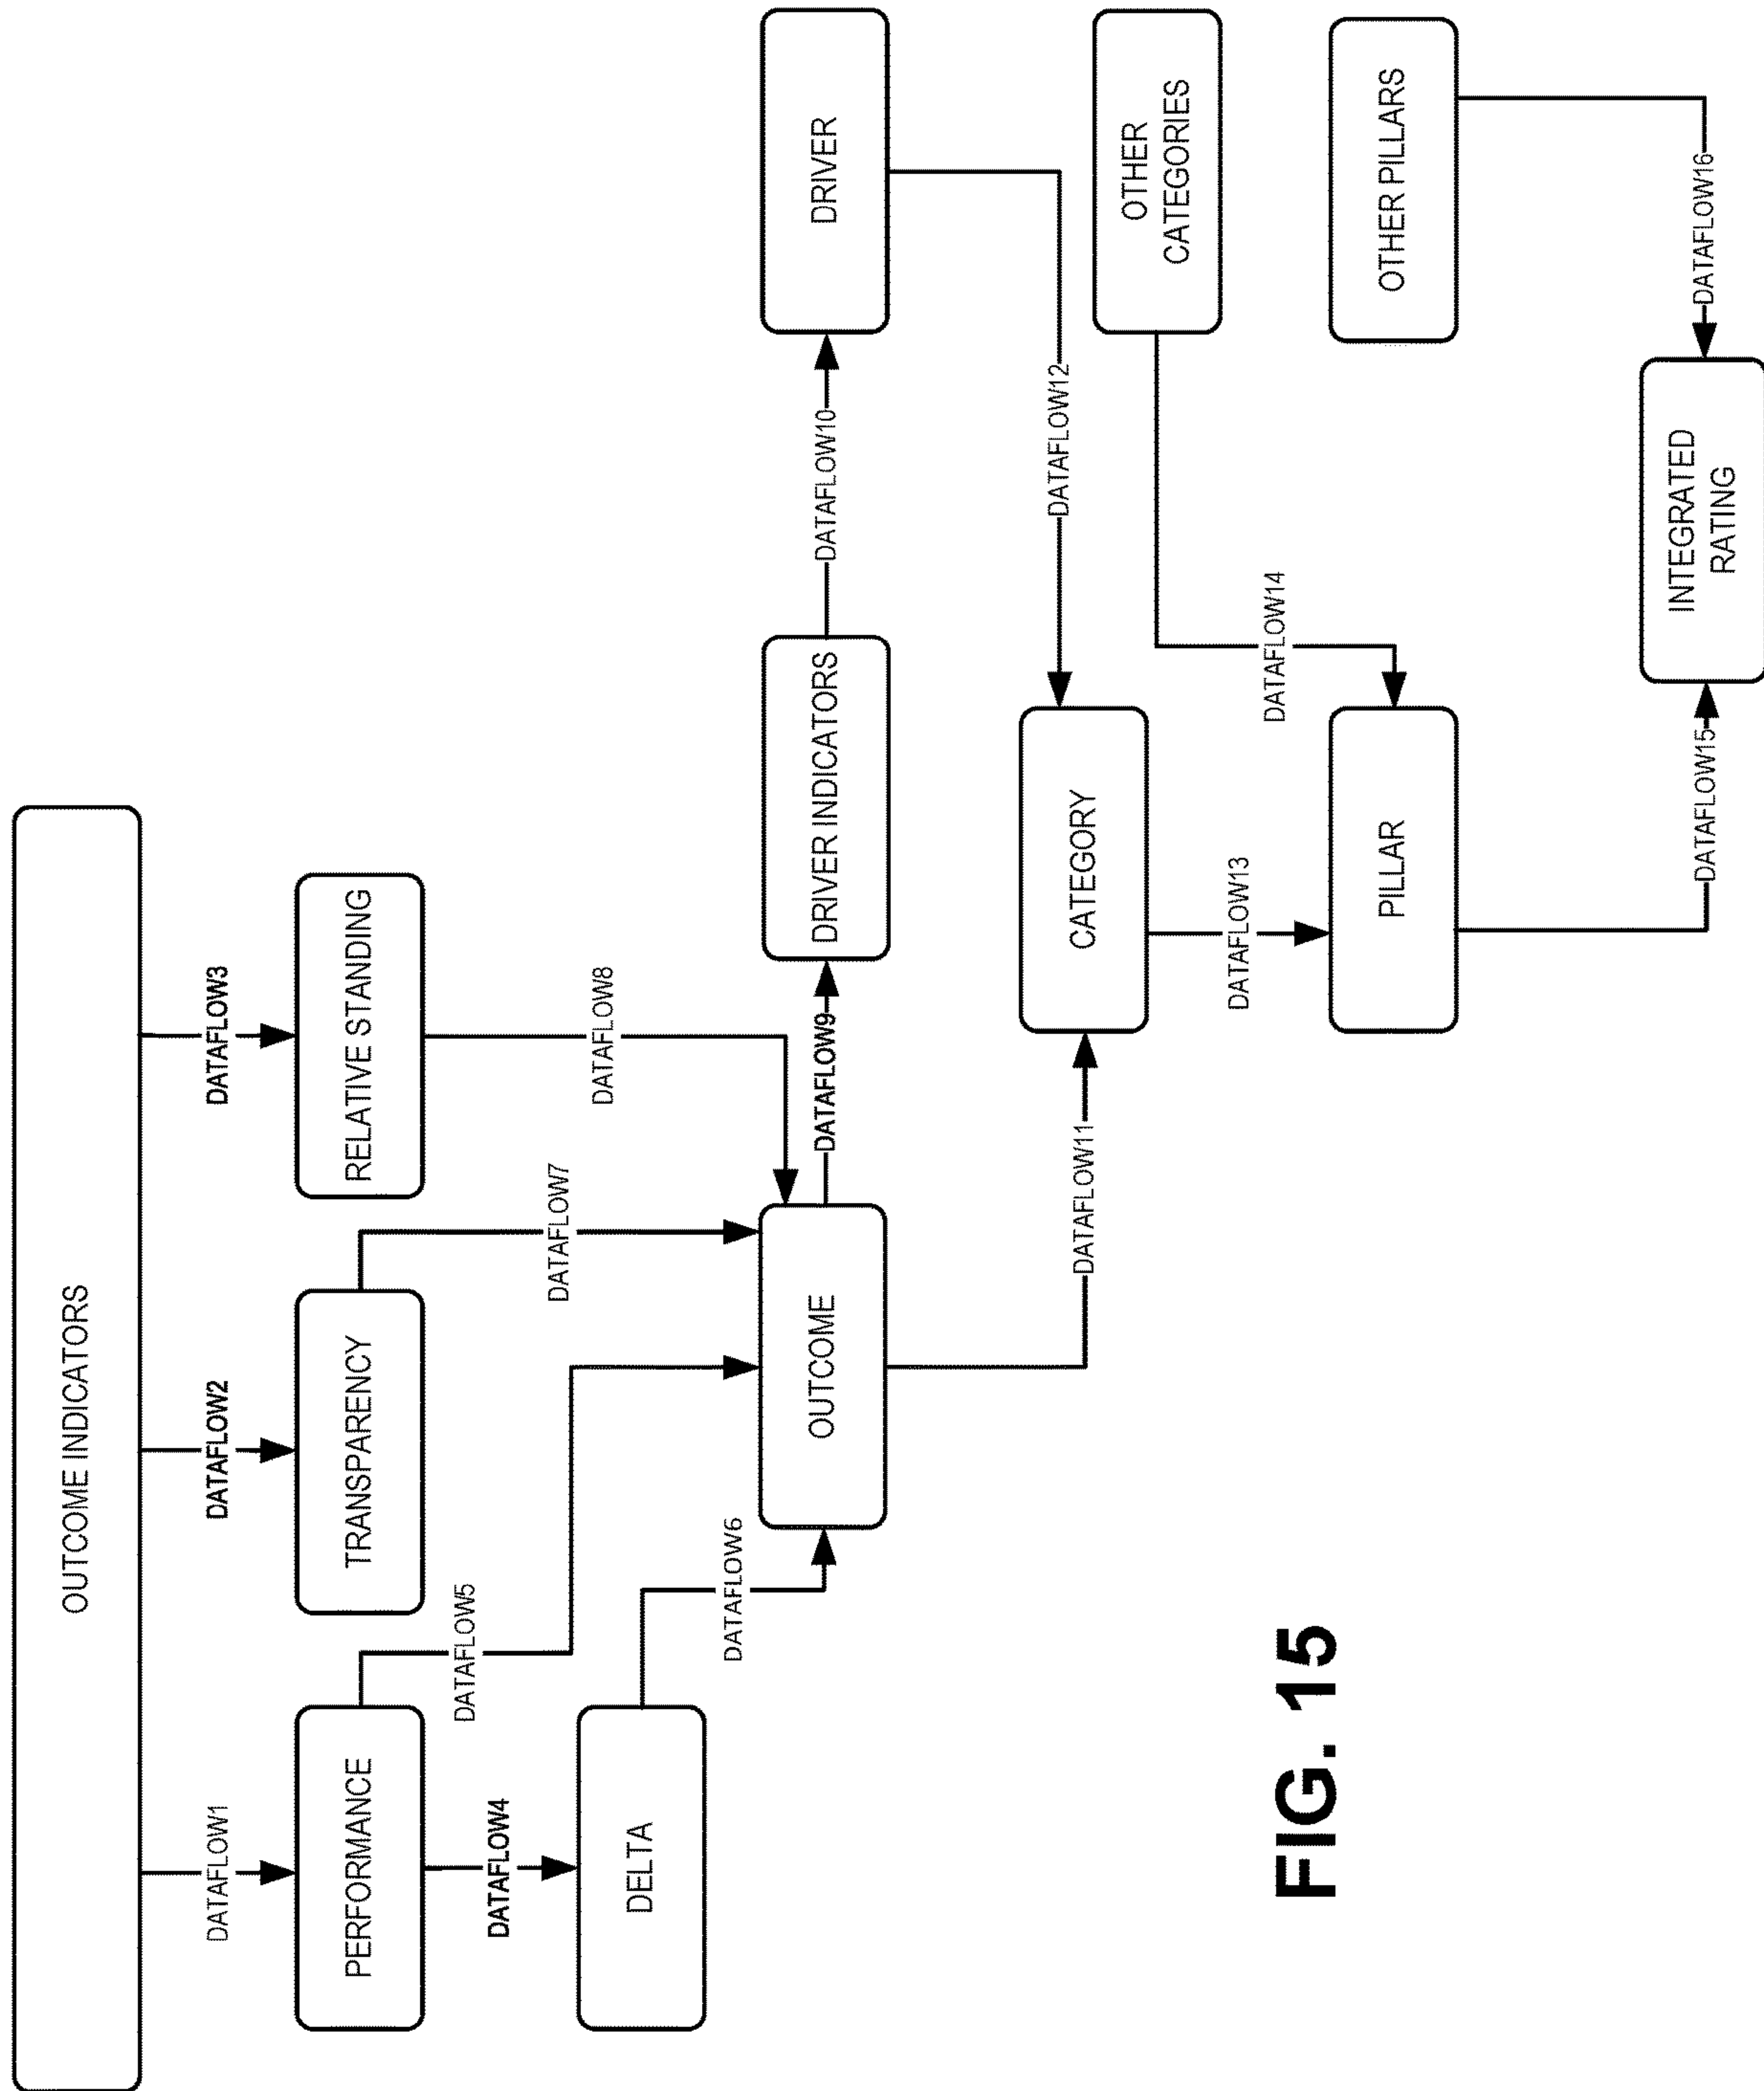 OUTCOME INDICATORS
DATAFLOW1
DATAFLOW2
DATAFLOW3
PERFORMANCE
TRANSPARENCY
RELATIVE STANDING
DATAFLOW5
DATAFLOW4
DATAFLOW7
DATAFLOW8
DELTA
DATAFLOW6
OUTCOME
DATAFLOW9
DRIVER INDICATORS
DATAFLOW10
DRIVER
DATAFLOW11
DATAFLOW12
CATEGORY
OTHER
CATEGORIES
DATAFLOW13
DATAFLOW14
PILLAR
OTHER PILLARS
DATAFLOW15
DATAFLOW16
INTEGRATED
RATING
FIG. 15